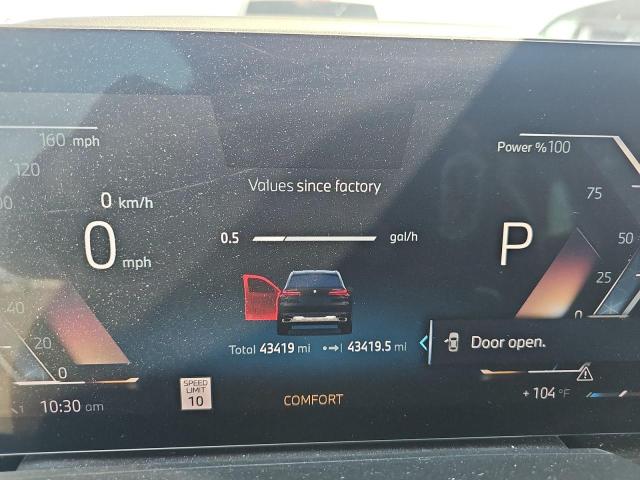 160 mph
Power %100
120
Values since factory
75
0 km/h
0.5 gal/h
50
0 mph
P
25
40
0
20
Total 43419 mi 43419.5 mi
Door open.
0
SPEED LIMIT 10
+104 °F
10:30 am
COMFORT